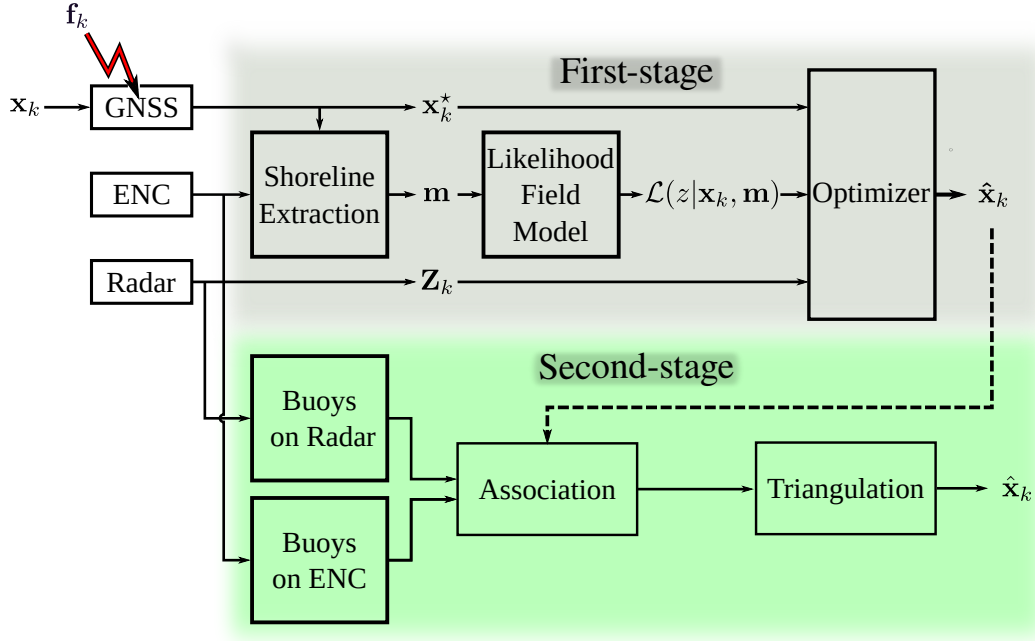 f_k
First-stage
x_k
GNSS
x_k^⋆
ENC
Shoreline
Extraction
m
Likelihood
Field
Model
ℒ(z|x_k, m)
Optimizer
x̂_k
Radar
Z_k
Second-stage
Buoys
on Radar
Association
Triangulation
x̂_k
Buoys
on ENC